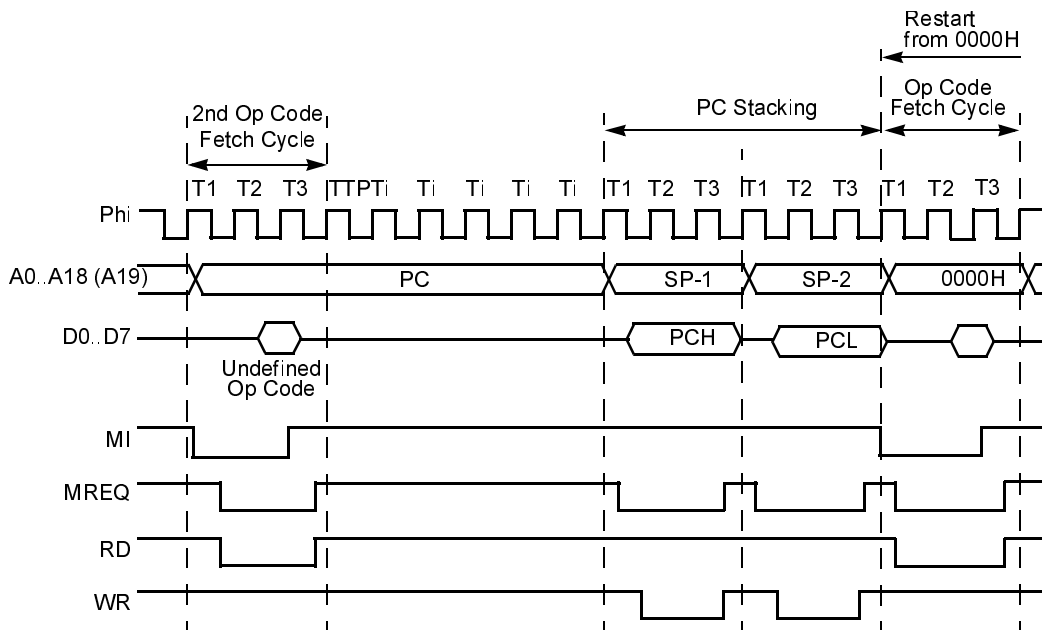 Restart
from 0000H
2nd Op Code
Fetch Cycle
PC Stacking
Op Code
Fetch Cycle
T1 T2 T3 TTPTi Ti Ti Ti Ti T1 T2 T3 T1 T2 T3 T1 T2 T3
Phi
A0..A18 (A19) PC SP-1 SP-2 0000H
D0..D7 PCH PCL
Undefined
Op Code
MI
MREQ
RD
WR